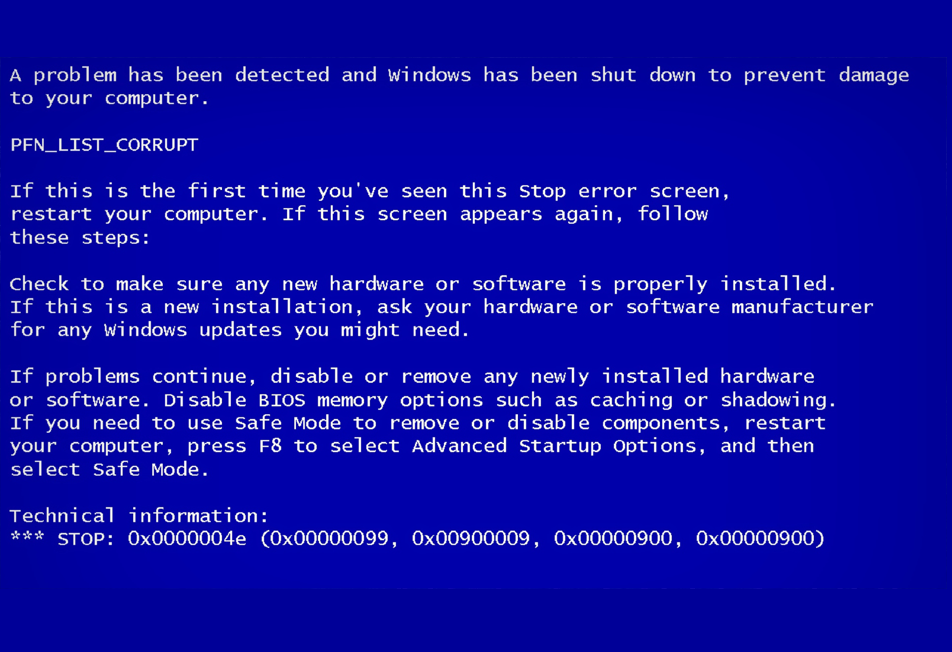 A problem has been detected and Windows has been shut down to prevent damage
to your computer.
PFN_LIST_CORRUPT
If this is the first time you've seen this Stop error screen,
restart your computer. If this screen appears again, follow
these steps:
Check to make sure any new hardware or software is properly installed.
If this is a new installation, ask your hardware or software manufacturer
for any Windows updates you might need.
If problems continue, disable or remove any newly installed hardware
or software. Disable BIOS memory options such as caching or shadowing.
If you need to use Safe Mode to remove or disable components, restart
your computer, press F8 to select Advanced Startup Options, and then
select Safe Mode.
Technical information:
*** STOP: 0x0000004e (0x00000099, 0x00900009, 0x00000900, 0x00000900)